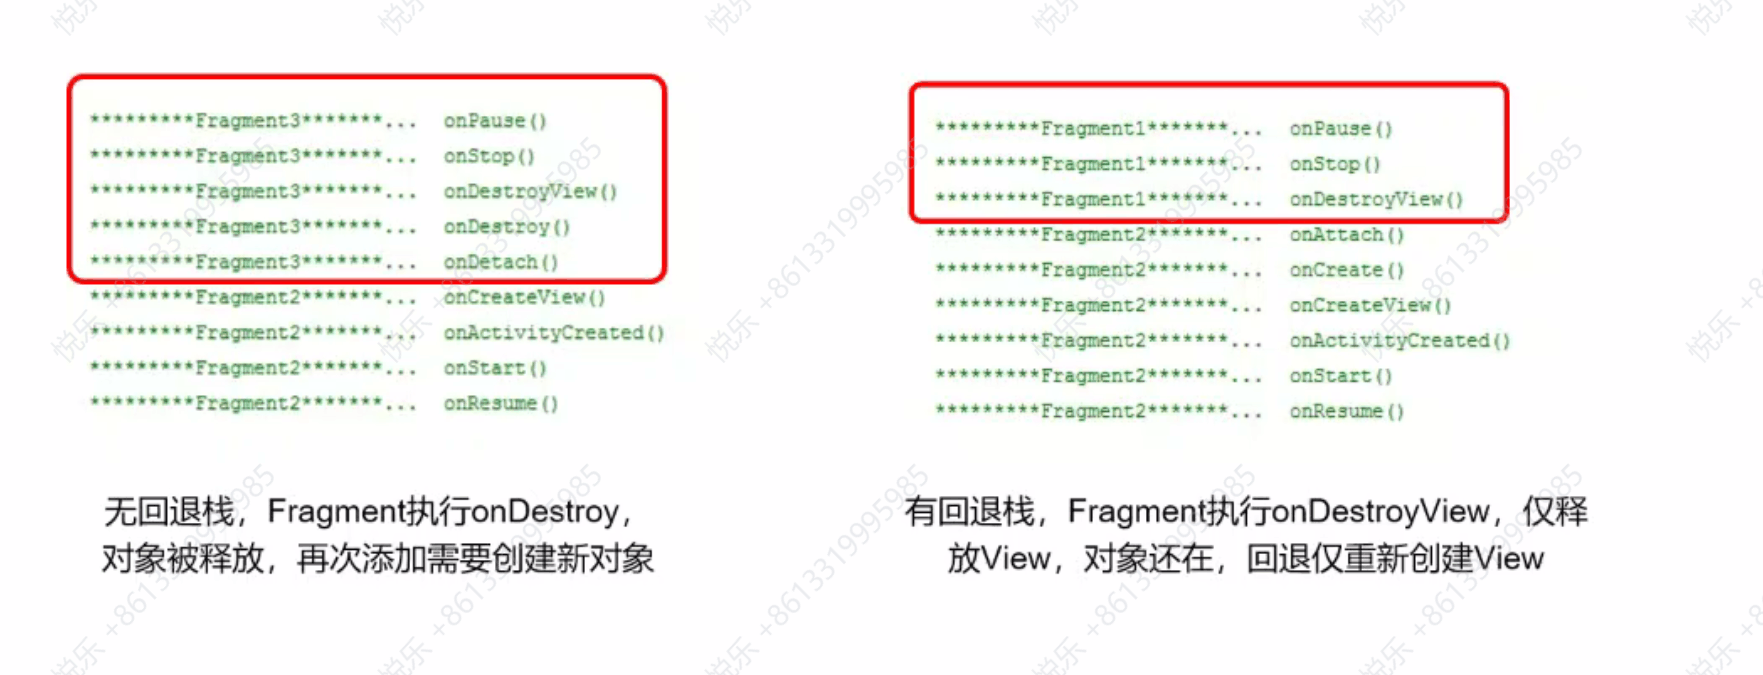 *********Fragment3*******... onPause()
*********Fragment3*******... onStop()
*********Fragment3*******... onDestroyView()
*********Fragment3*******... onDestroy()
*********Fragment3*******... onDetach()
*********Fragment2*******... onCreateView()
*********Fragment2*******... onActivityCreated()
*********Fragment2*******... onStart()
*********Fragment2*******... onResume()
无回退栈，Fragment执行onDestroy，
对象被释放，再次添加需要创建新对象
*********Fragment1*******... onPause()
*********Fragment1*******... onStop()
*********Fragment1*******... onDestroyView()
*********Fragment2*******... onAttach()
*********Fragment2*******... onCreate()
*********Fragment2*******... onCreateView()
*********Fragment2*******... onActivityCreated()
*********Fragment2*******... onStart()
*********Fragment2*******... onResume()
有回退栈，Fragment执行onDestroyView，仅释
放View，对象还在，回退仅重新创建View
悦乐 +8613319995985